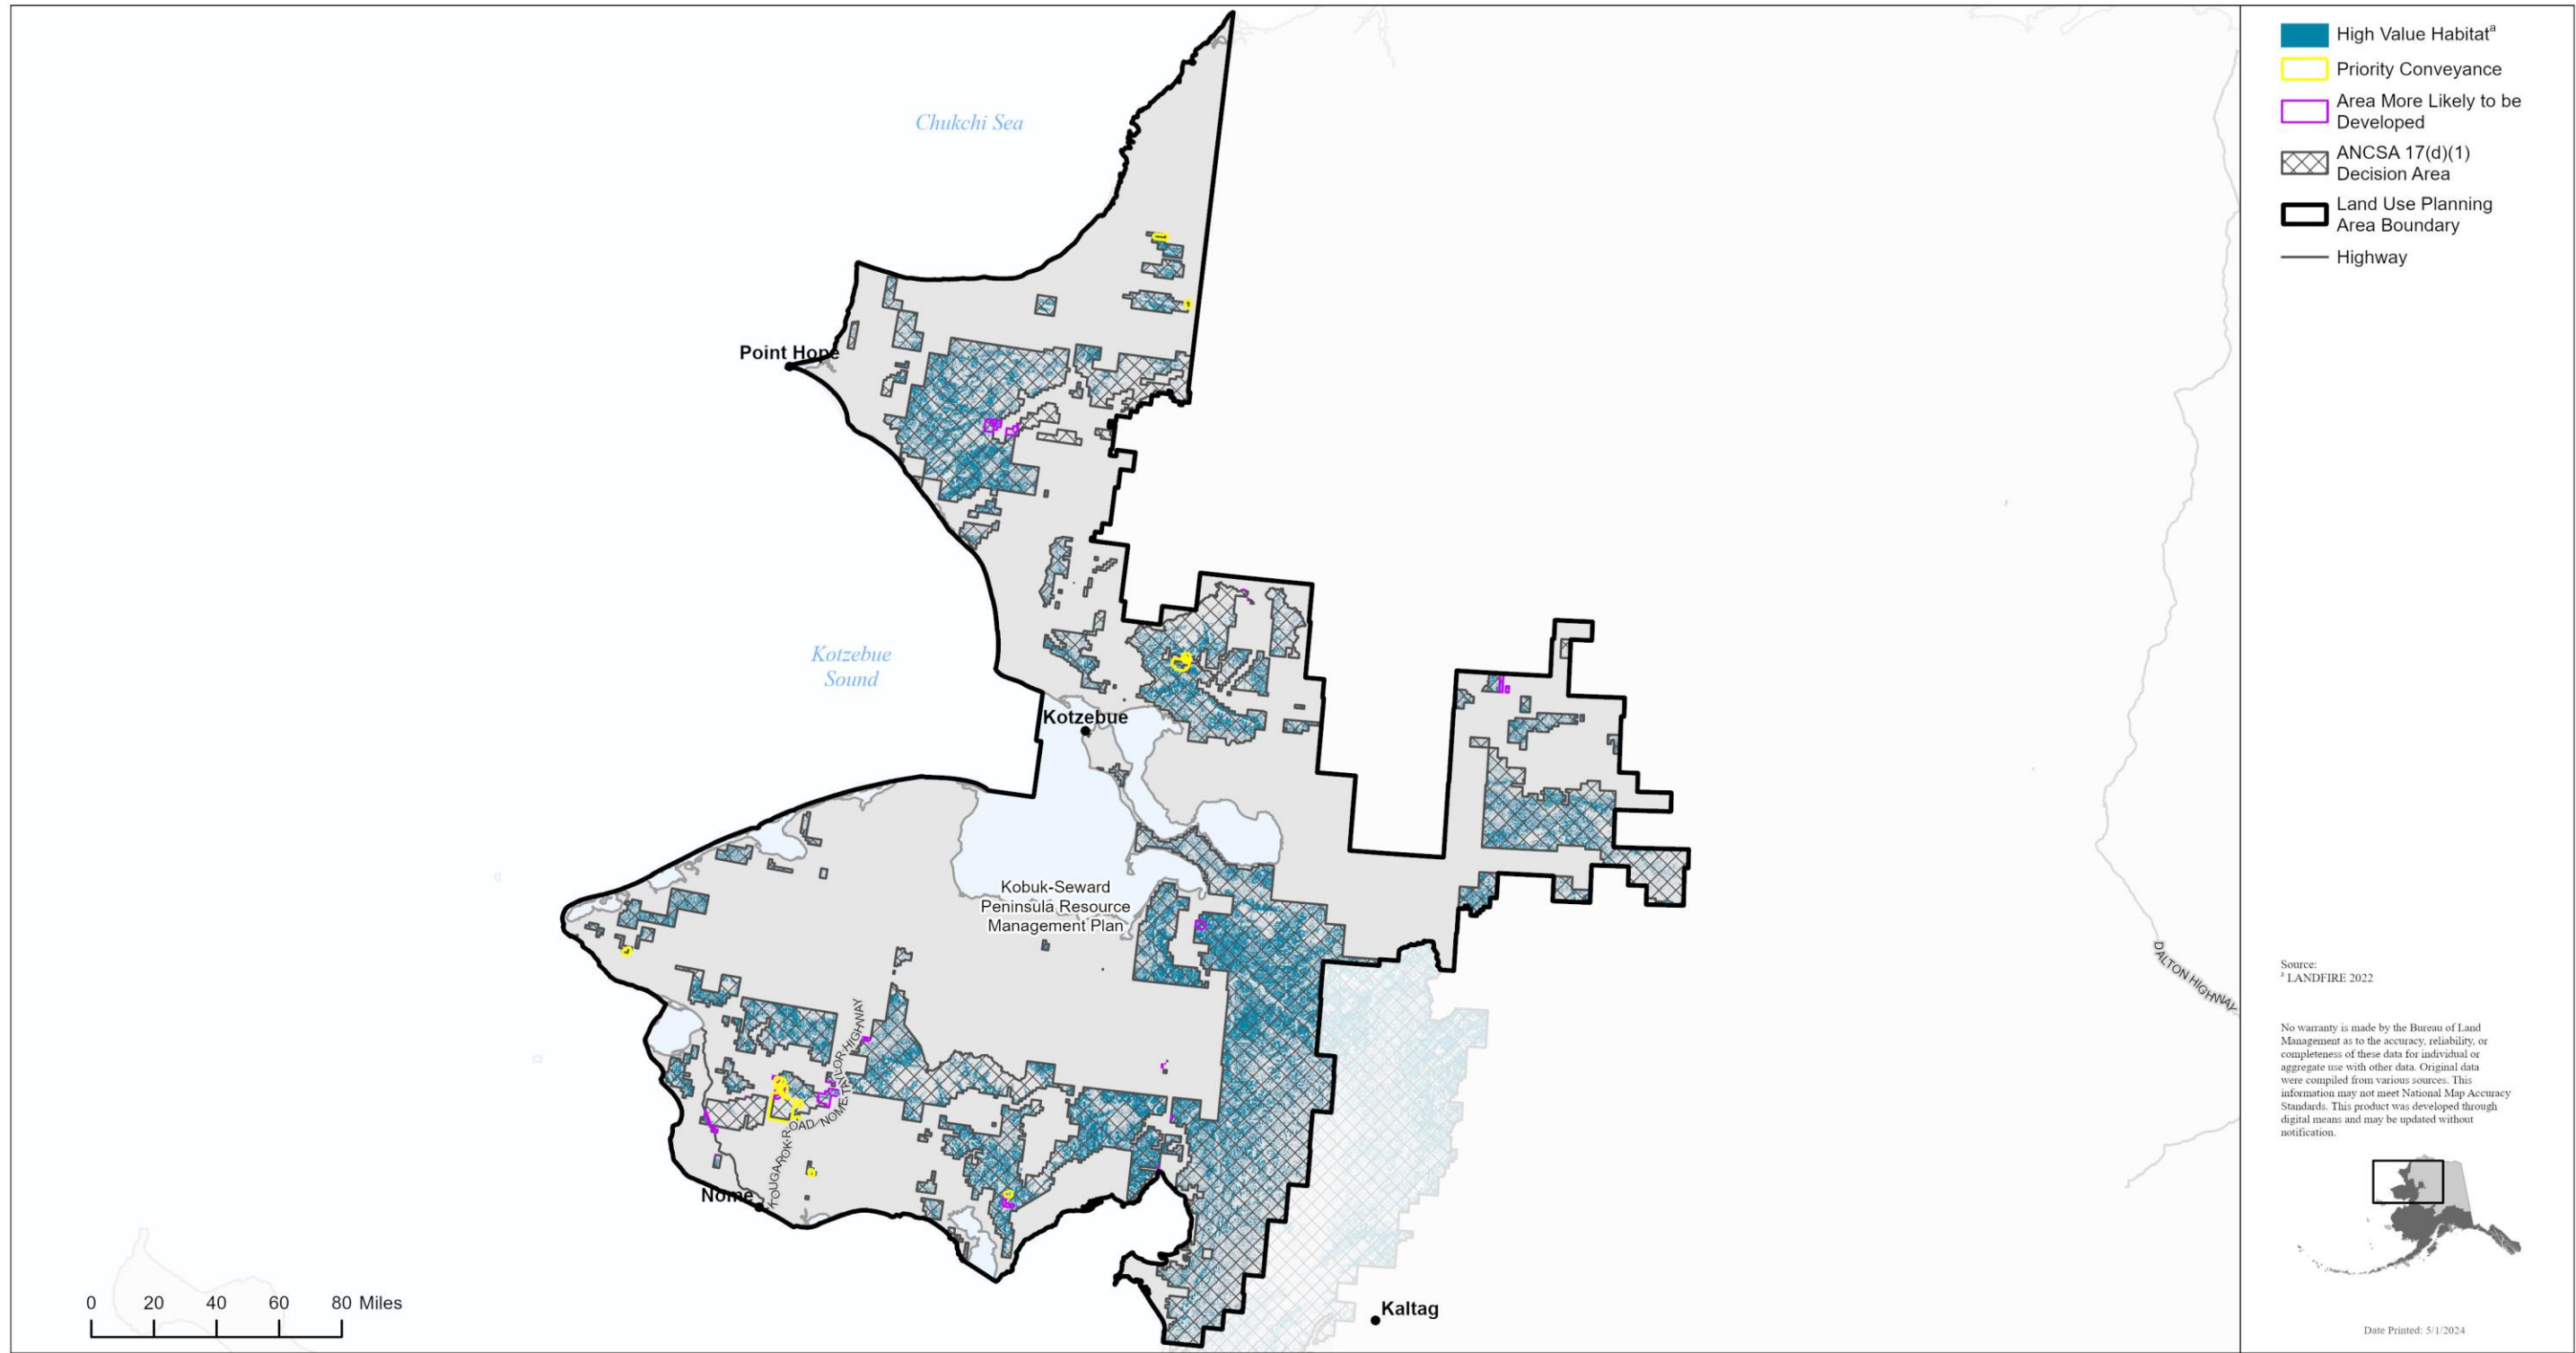 Chukchi Sea
Point Hope
Kotzebue
Sound
Kotzebue
Kobuk-Seward
Peninsula Resource
Management Plan
NOME-TAYLOR HIGHWAY
KOUGAROK ROAD
Nome
Kaltag
DALTON HIGHWAY
0 20 40 60 80 Miles
High Value Habitatᵃ
Priority Conveyance
Area More Likely to be
Developed
ANCSA 17(d)(1)
Decision Area
Land Use Planning
Area Boundary
Highway
Source:
ᵃ LANDFIRE 2022
No warranty is made by the Bureau of Land
Management as to the accuracy, reliability, or
completeness of these data for individual or
aggregate use with other data. Original data
were compiled from various sources. This
information may not meet National Map Accuracy
Standards. This product was developed through
digital means and may be updated without
notification.
Date Printed: 5/1/2024